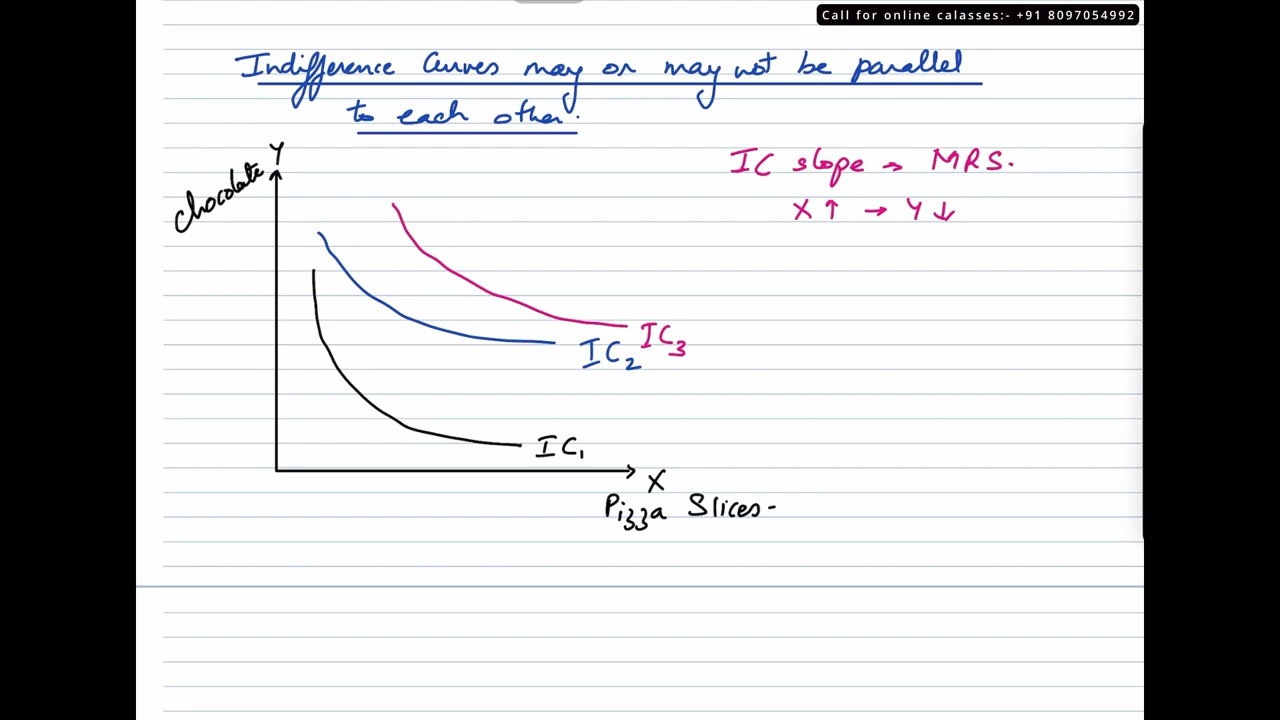 Call for online calasses:- +91 8097054992
Indifference Curves may or may not be parallel
to each other.
Y
Chocolate
IC slope → MRS.
X ↑ → Y ↓
IC3
IC2
IC1
X
Pizza Slices-